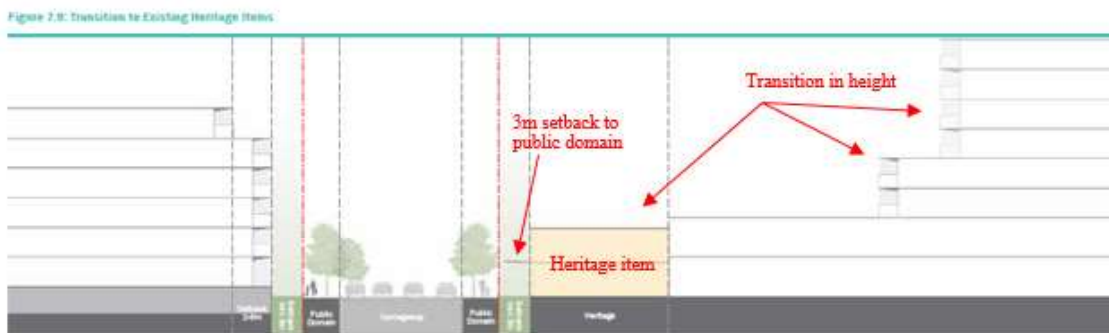 Figure 7.9: Transition to Existing Heritage Items
Transition in height
3m setback to
public domain
Heritage item
Public
Domain
Carriageway
Public
Domain
Heritage